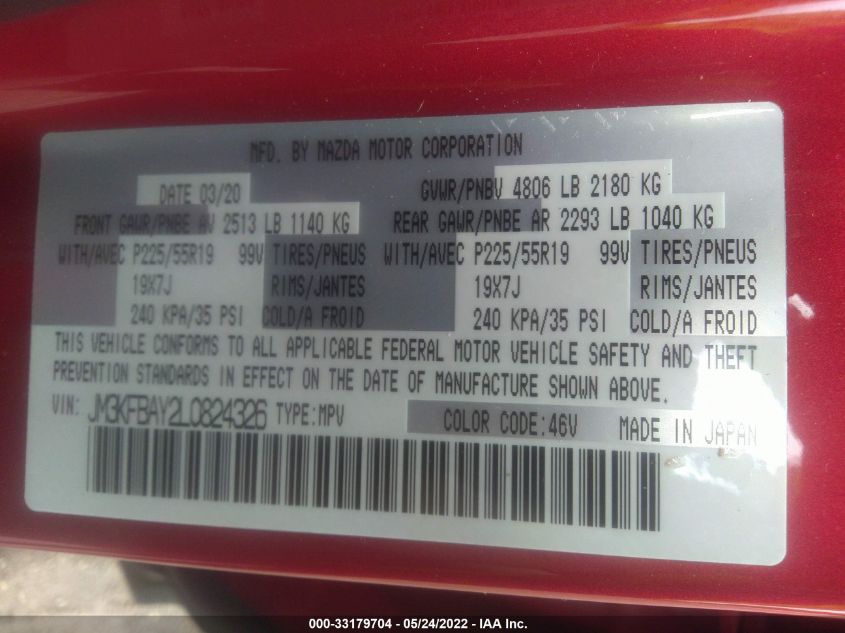 MFD. BY MAZDA MOTOR CORPORATION
DATE 03/20 GVWR/PNBV 4806 LB 2180 KG
FRONT GAWR/PNBE AV 2513 LB 1140 KG REAR GAWR/PNBE AR 2293 LB 1040 KG
WITH/AVEC P225/55R19 99V TIRES/PNEUS WITH/AVEC P225/55R19 99V TIRES/PNEUS
19X7J RIMS/JANTES 19X7J RIMS/JANTES
240 KPA/35 PSI COLD/A FROID 240 KPA/35 PSI COLD/A FROID
THIS VEHICLE CONFORMS TO ALL APPLICABLE FEDERAL MOTOR VEHICLE SAFETY AND THEFT
PREVENTION STANDARDS IN EFFECT ON THE DATE OF MANUFACTURE SHOWN ABOVE.
VIN: JM3KFBAY2L0824326 TYPE:MPV COLOR CODE:46V MADE IN JAPAN
000-33179704 - 05/24/2022 - IAA Inc.